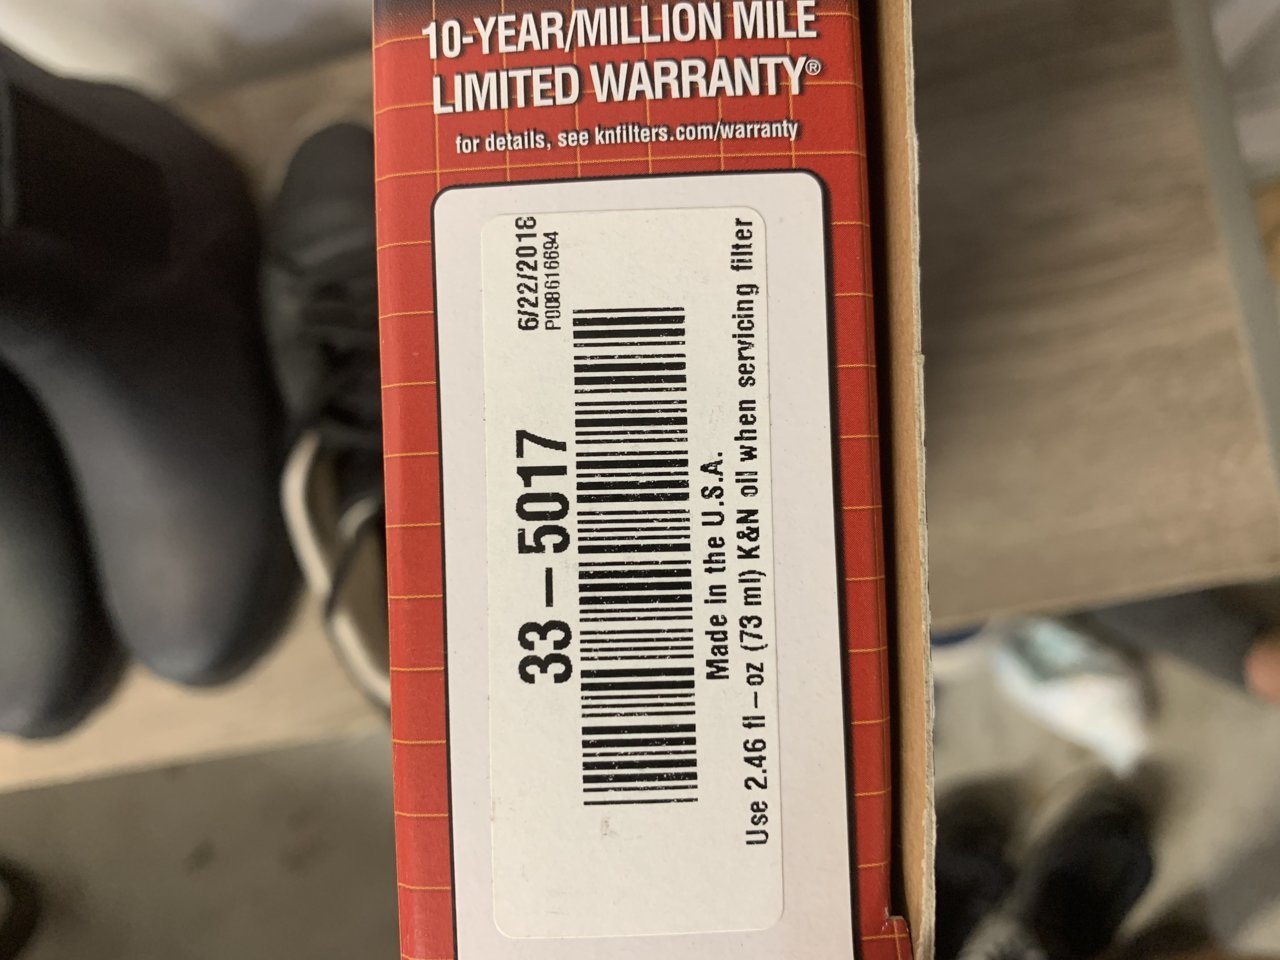 10-YEAR/MILLION MILE
LIMITED WARRANTY®
for details, see knfilters.com/warranty
6/22/2018
P008616694
33-5017
Made in the U.S.A.
Use 2.46 fl-oz (73 ml) K&N oil when servicing filter